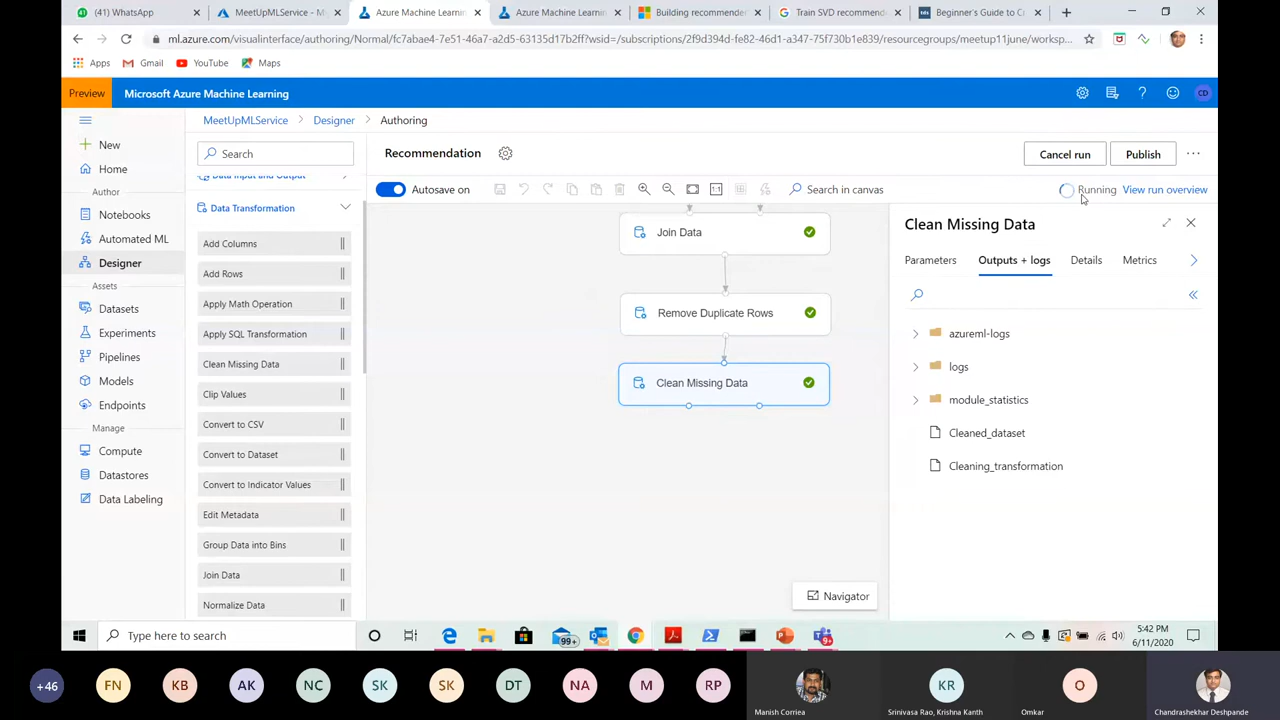 (41) WhatsApp
MeetUpMLService - M
Azure Machine Learnin
Azure Machine Learnin
Building recommender
Train SVD recommend
Beginner's Guide to C
ml.azure.com/visualinterface/authoring/Normal/fc7abae4-7e51-46a7-a2d5-63135d17b2ff?wsid=/subscriptions/2f9d394d-fe82-46d1-a347-75f730b1e839/resourcegroups/meetup11june/worksp...
Apps
Gmail
YouTube
Maps
Preview
Microsoft Azure Machine Learning
CD
MeetUpMLService > Designer > Authoring
New
Home
Author
Notebooks
Automated ML
Designer
Assets
Datasets
Experiments
Pipelines
Models
Endpoints
Manage
Compute
Datastores
Data Labeling
Search
Data Input and Output
Data Transformation
Add Columns
Add Rows
Apply Math Operation
Apply SQL Transformation
Clean Missing Data
Clip Values
Convert to CSV
Convert to Dataset
Convert to Indicator Values
Edit Metadata
Group Data into Bins
Join Data
Normalize Data
Recommendation
Cancel run
Publish
Autosave on
Search in canvas
Running
View run overview
Join Data
Remove Duplicate Rows
Clean Missing Data
Navigator
Clean Missing Data
Parameters
Outputs + logs
Details
Metrics
azureml-logs
logs
module_statistics
Cleaned_dataset
Cleaning_transformation
Type here to search
99+
9+
5:42 PM
6/11/2020
+46
FN
KB
AK
NC
SK
SK
DT
NA
M
RP
Manish Corriea
KR
Srinivasa Rao, Krishna Kanth
O
Omkar
Chandrashekhar Deshpande